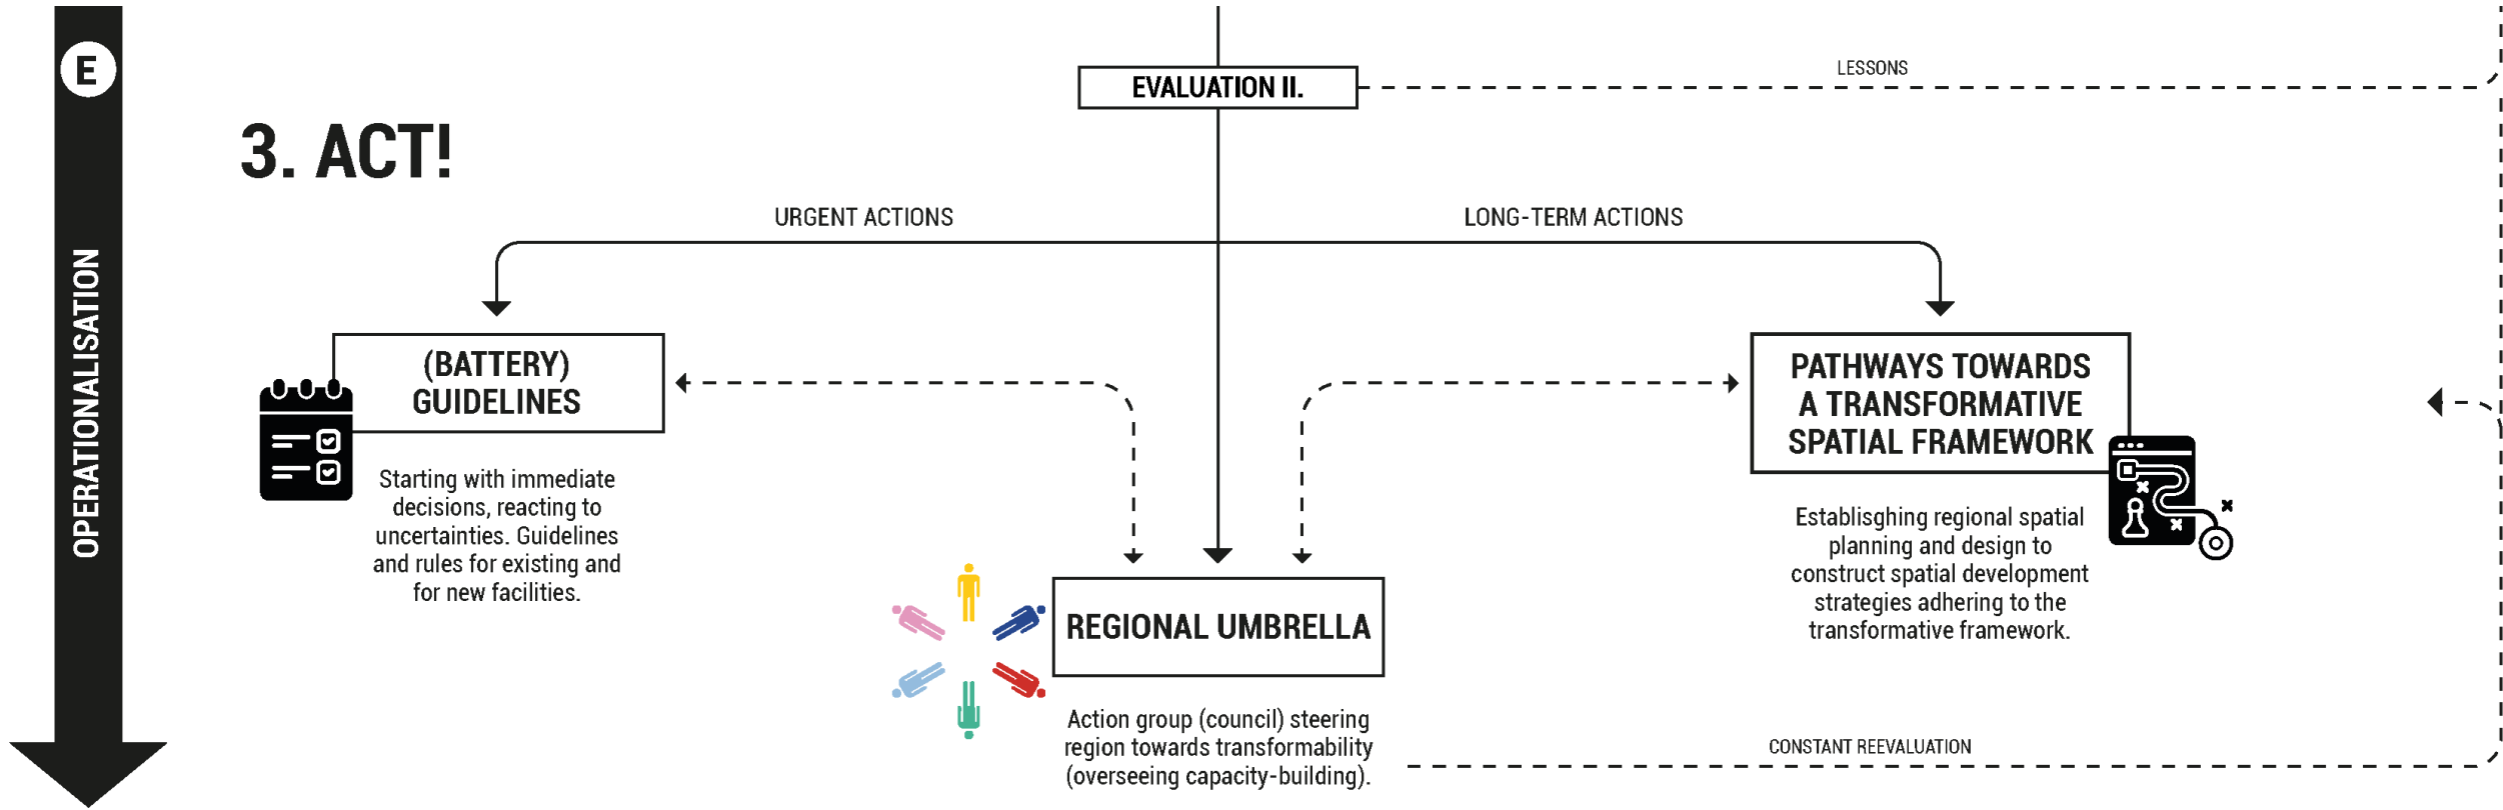 E
OPERATIONALISATION
3. ACT!
EVALUATION II.
LESSONS
URGENT ACTIONS
LONG-TERM ACTIONS
(BATTERY)
GUIDELINES
Starting with immediate
decisions, reacting to
uncertainties. Guidelines
and rules for existing and
for new facilities.
PATHWAYS TOWARDS
A TRANSFORMATIVE
SPATIAL FRAMEWORK
Establisghing regional spatial
planning and design to
construct spatial development
strategies adhering to the
transformative framework.
REGIONAL UMBRELLA
Action group (council) steering
region towards transformability
(overseeing capacity-building).
CONSTANT REEVALUATION